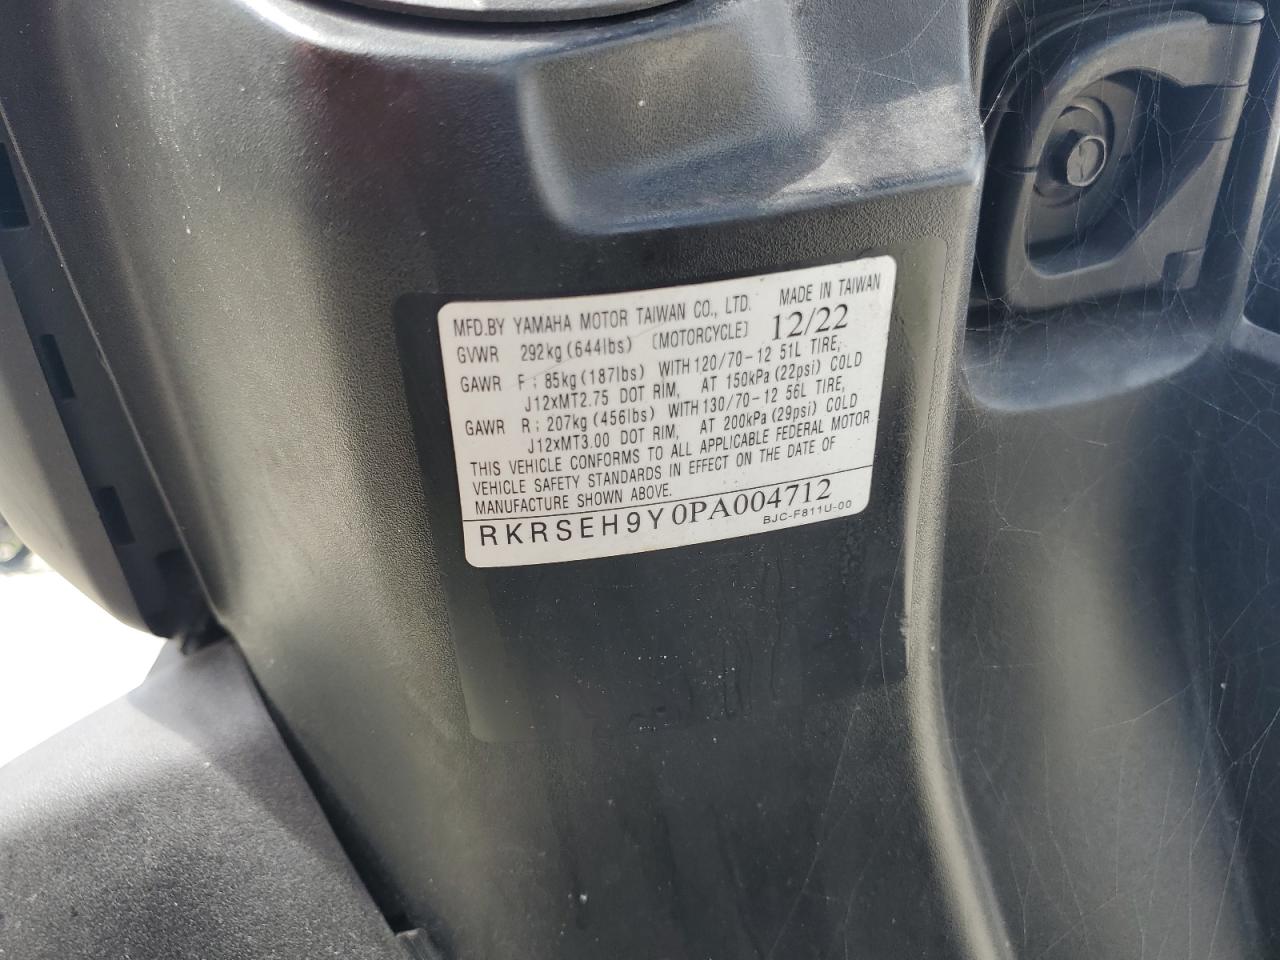 MFD.BY YAMAHA MOTOR TAIWAN CO., LTD. MADE IN TAIWAN
GVWR 292kg (644lbs) [MOTORCYCLE] 12/22
GAWR F : 85kg (187lbs) WITH 120/70-12 51L TIRE,
J12xMT2.75 DOT RIM, AT 150kPa (22psi) COLD
GAWR R : 207kg (456lbs) WITH 130/70-12 56L TIRE,
J12xMT3.00 DOT RIM, AT 200kPa (29psi) COLD
THIS VEHICLE CONFORMS TO ALL APPLICABLE FEDERAL MOTOR
VEHICLE SAFETY STANDARDS IN EFFECT ON THE DATE OF
MANUFACTURE SHOWN ABOVE.
RKRSEH9Y0PA004712
BJC-F811U-00